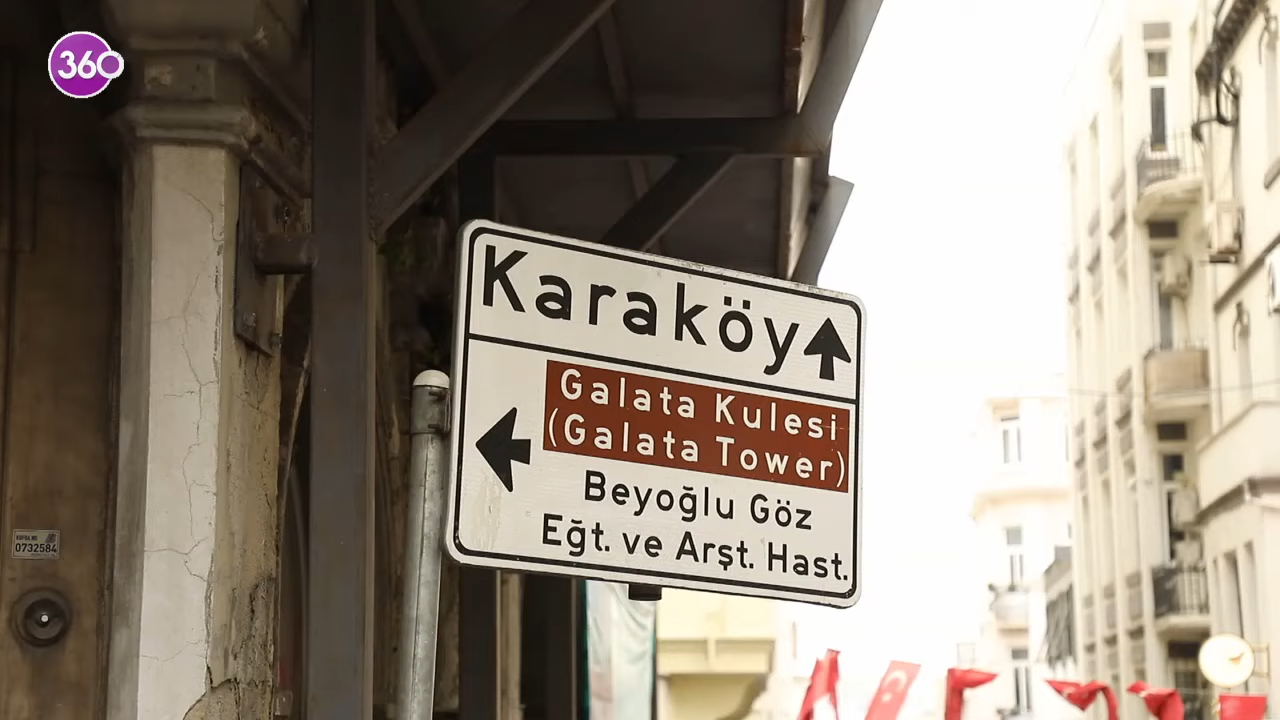 360
Karaköy
Galata Kulesi
(Galata Tower)
Beyoğlu Göz
Eğt. ve Arşt. Hast.
0732584